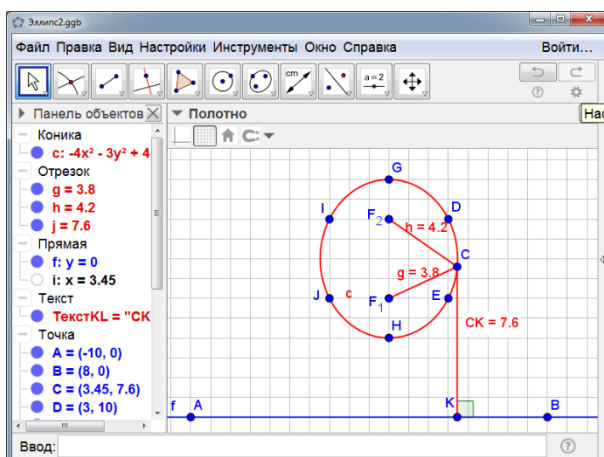 Эллипс2.ggb
Файл Правка Вид Настройки Инструменты Окно Справка Войти...
cm a = 2
Панель объектов
Полотно
Нас
Коника
c: -4x² - 3y² + 4
Отрезок
g = 3.8
h = 4.2
j = 7.6
Прямая
f: y = 0
i: x = 3.45
Текст
ТекстKL = "CK
Точка
A = (-10, 0)
B = (8, 0)
C = (3.45, 7.6)
D = (3, 10)
G
I
D
F₂
h = 4.2
C
g = 3.8
J
c
F₁
E
H
CK = 7.6
f
A
K
B
Ввод: